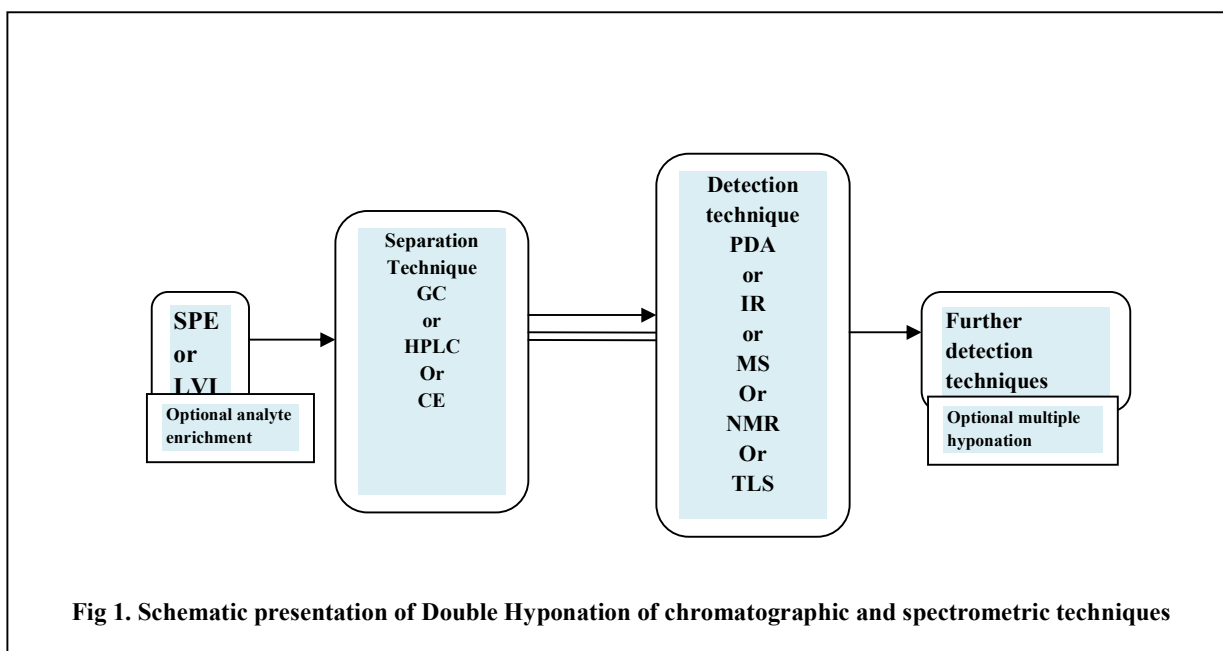 SPE
or
LVI
Optional analyte
enrichment
Separation
Technique
GC
or
HPLC
Or
CE
Detection
technique
PDA
or
IR
or
MS
Or
NMR
Or
TLS
Further
detection
techniques
Optional multiple
hyponation
Fig 1. Schematic presentation of Double Hyponation of chromatographic and spectrometric techniques